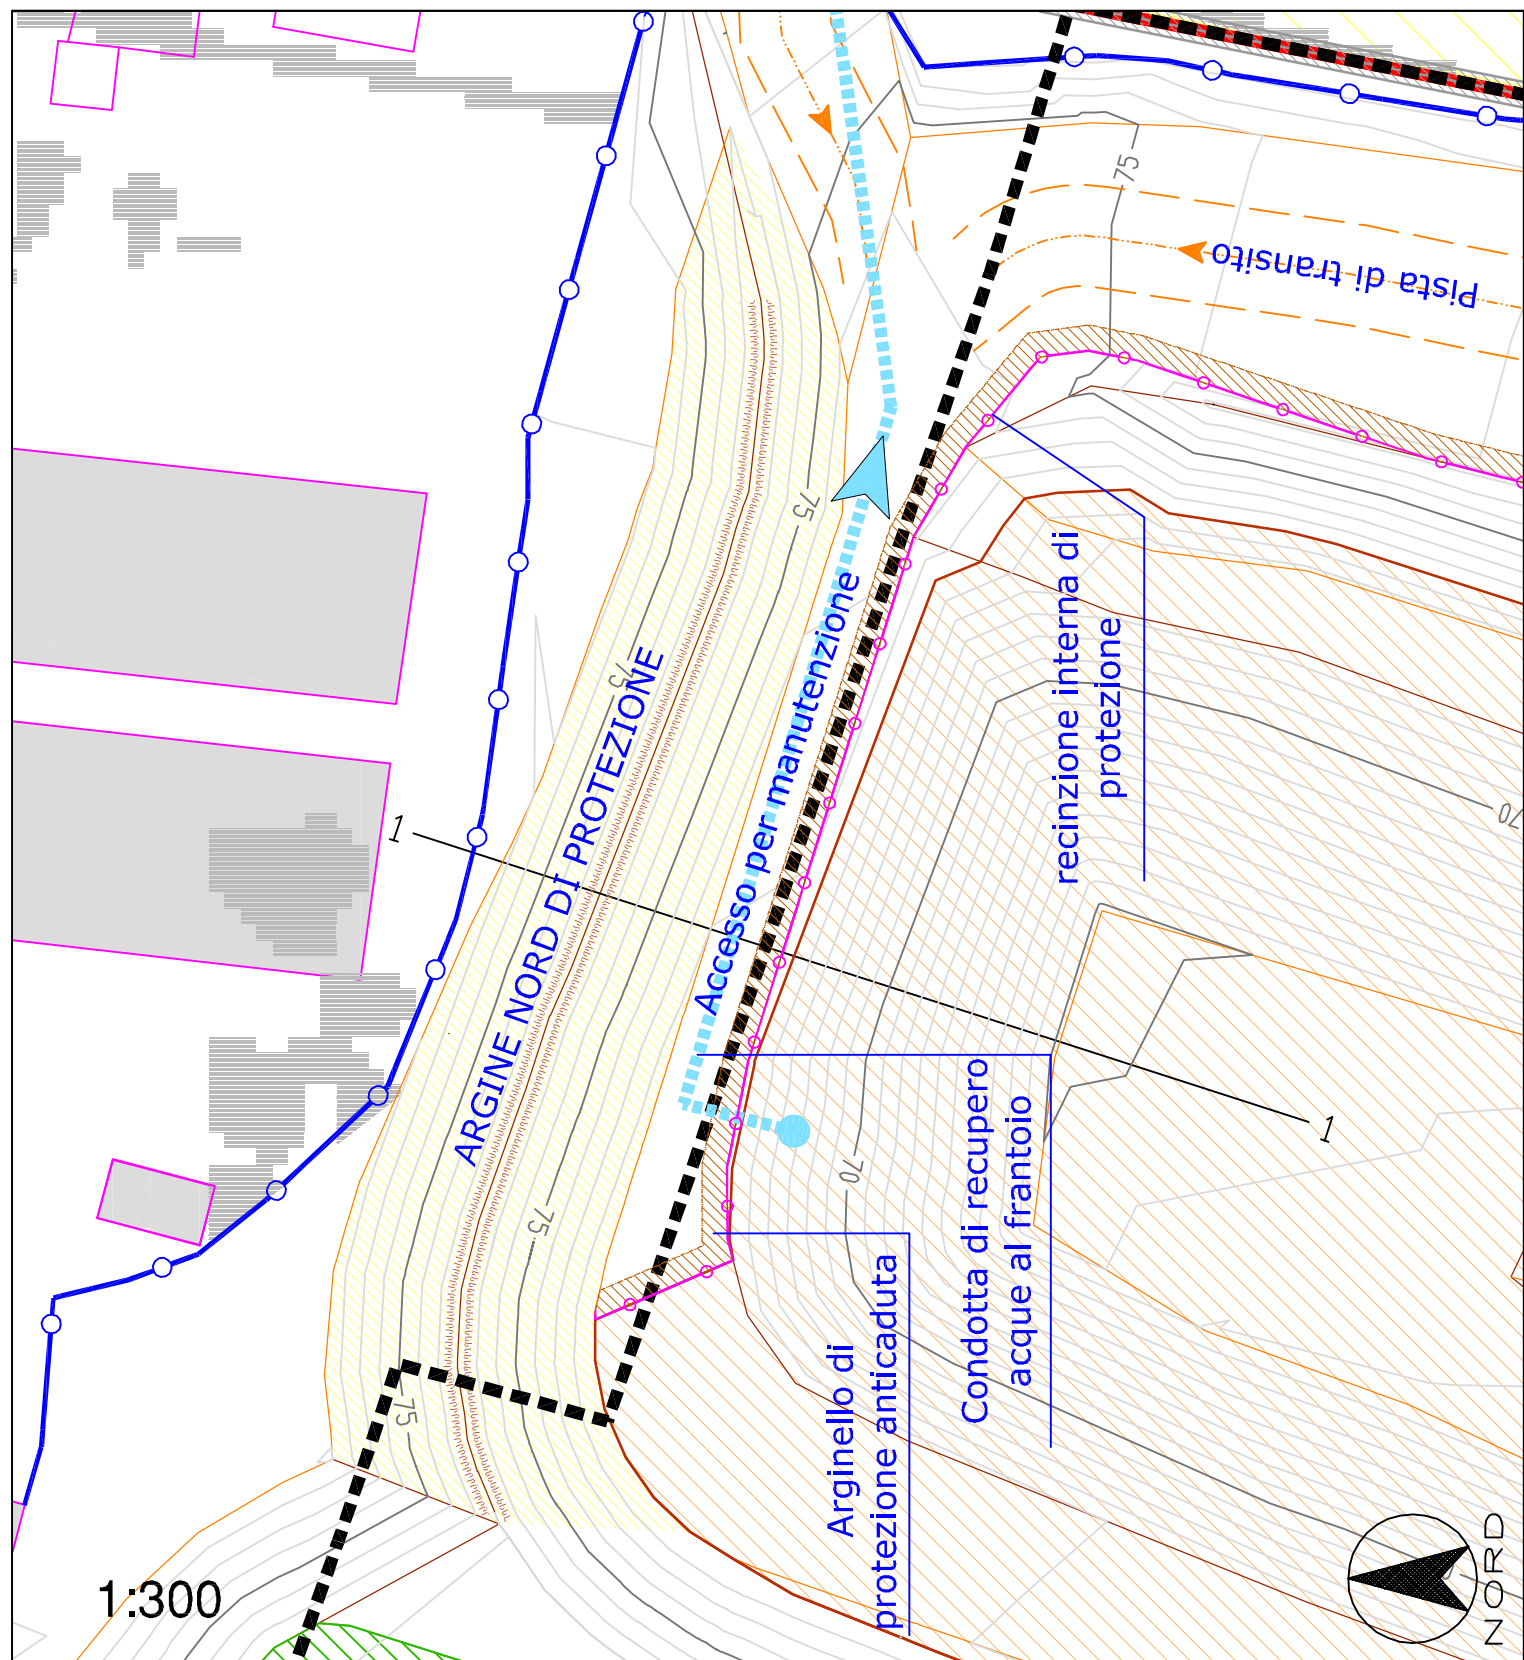 75
Pista di transito
75
recinzione interna di
protezione
75
ARGINE NORD DI PROTEZIONE
Accesso per manutenzione
70
1
1
Condotta di recupero
acque al frantoio
70
75
Arginello di
protezione anticaduta
75
1:300
NORD